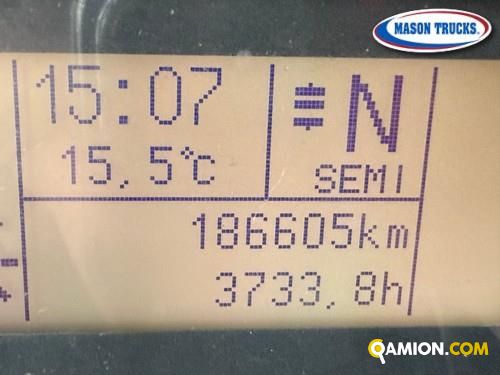 MASON TRUCKS.
15:07
N
15,5°C
SEMI
186605km
3733,8h
QAMION.COM